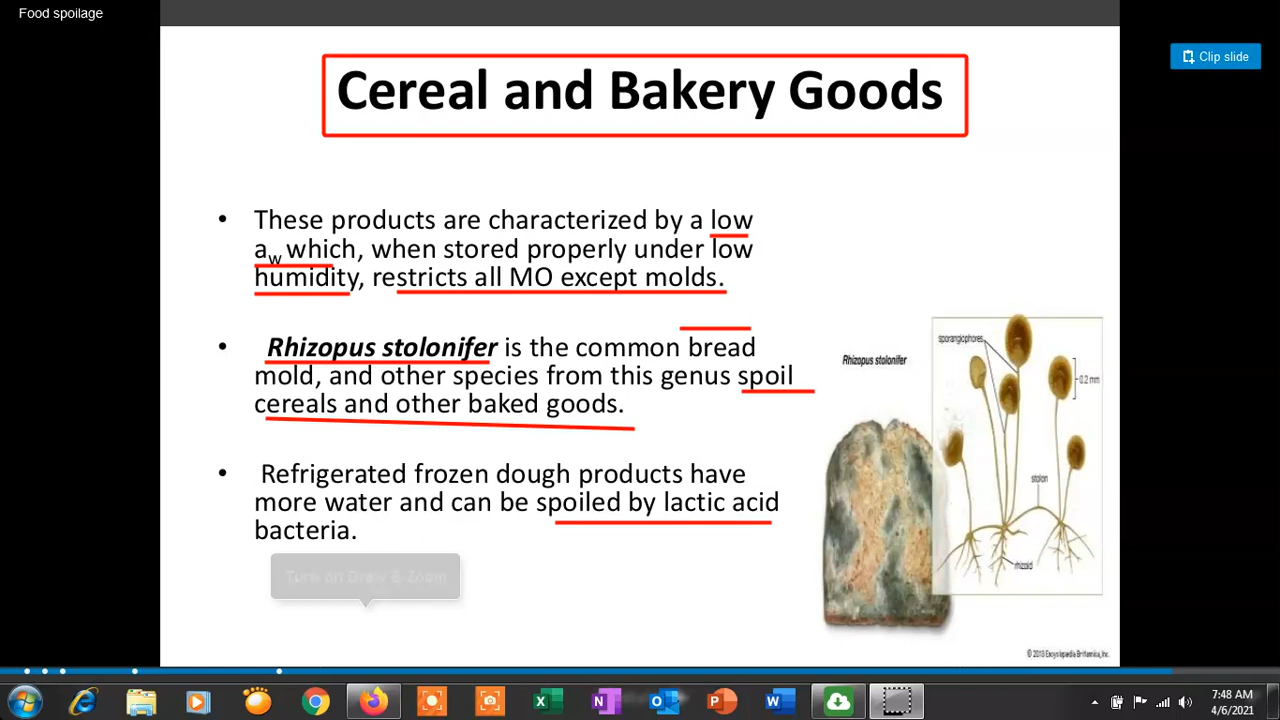 Food spoilage
Clip slide
Cereal and Bakery Goods
• These products are characterized by a low
aw which, when stored properly under low
humidity, restricts all MO except molds.
• Rhizopus stolonifer is the common bread
mold, and other species from this genus spoil
cereals and other baked goods.
• Refrigerated frozen dough products have
more water and can be spoiled by lactic acid
bacteria.
Turn on Draw & Zoom
Rhizopus stolonifer
sporangiophores
0.2 mm
stolon
rhizoid
© 2013 Encyclopædia Britannica, Inc.
7:48 AM
4/6/2021